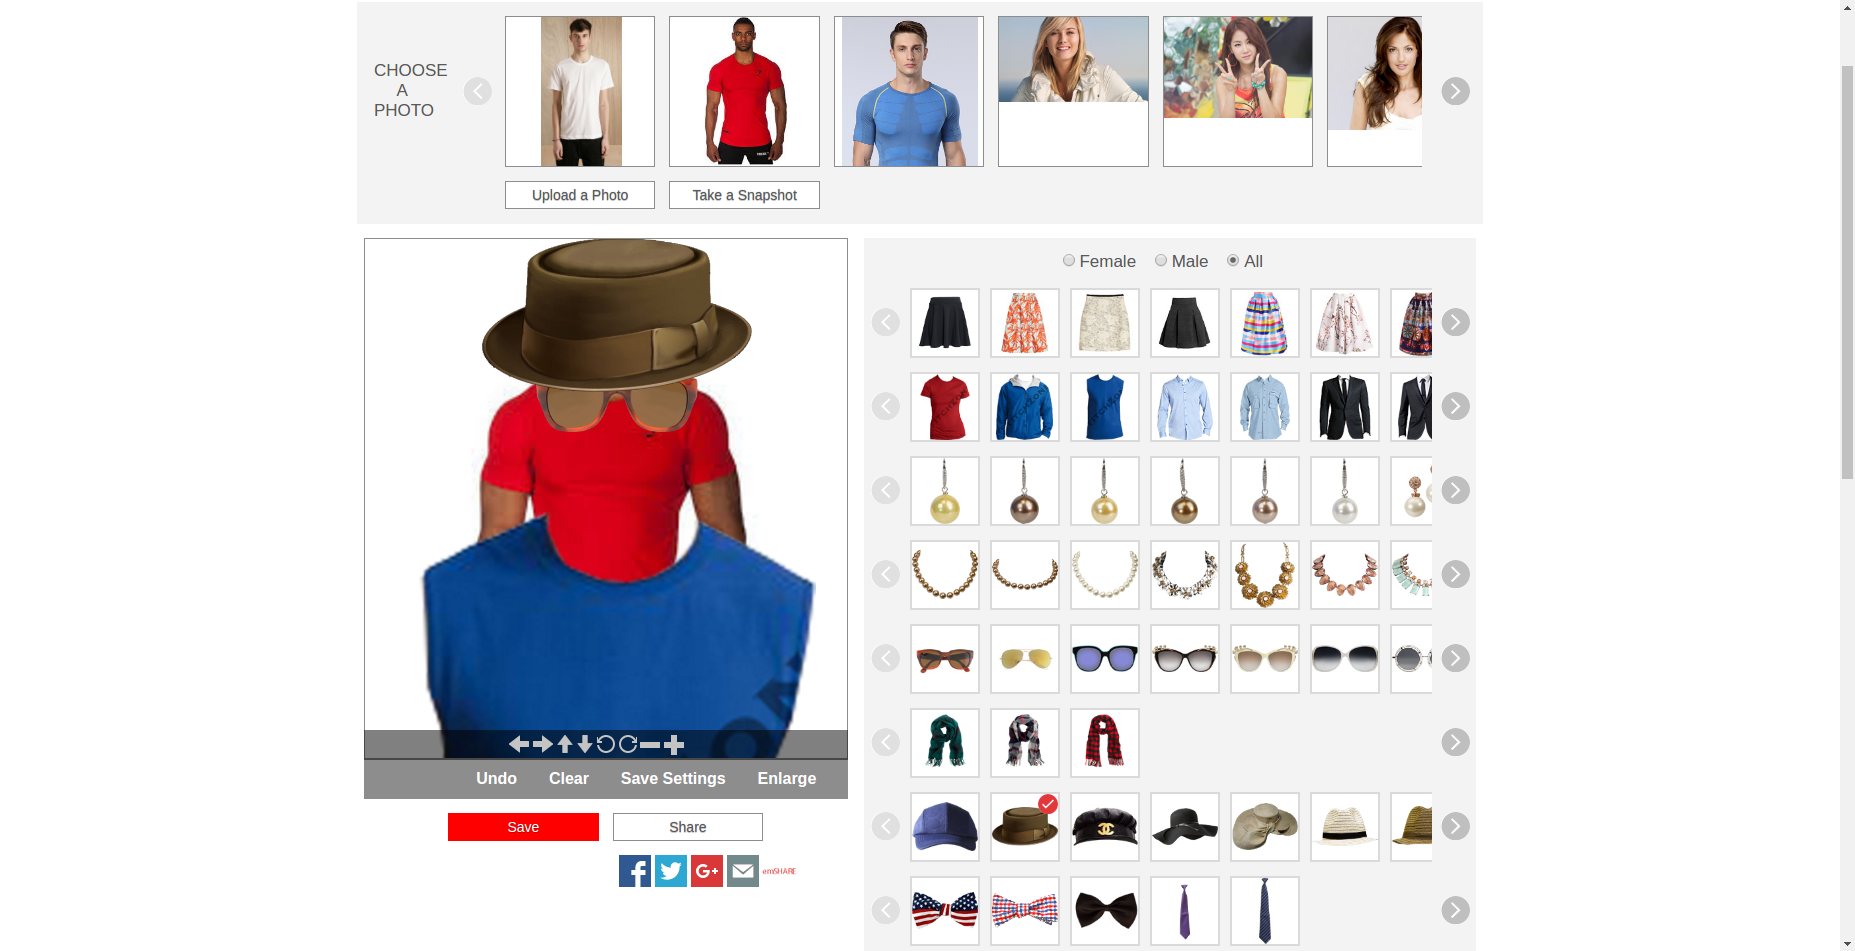 CHOOSE
A
PHOTO
Upload a Photo
Take a Snapshot
Female
Male
All
Undo
Clear
Save Settings
Enlarge
Save
Share
emSHARE